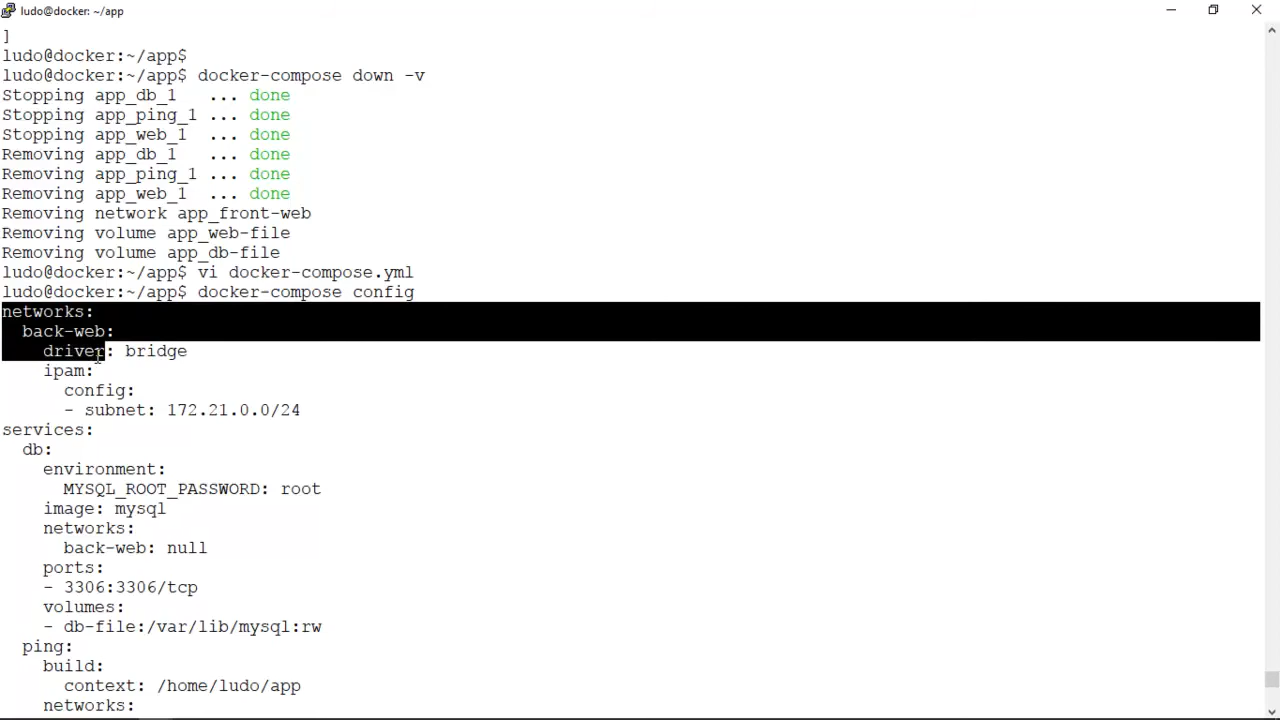 ludo@docker: ~/app
]
ludo@docker:~/app$
ludo@docker:~/app$ docker-compose down -v
Stopping app_db_1   ... done
Stopping app_ping_1 ... done
Stopping app_web_1  ... done
Removing app_db_1   ... done
Removing app_ping_1 ... done
Removing app_web_1  ... done
Removing network app_front-web
Removing volume app_web-file
Removing volume app_db-file
ludo@docker:~/app$ vi docker-compose.yml
ludo@docker:~/app$ docker-compose config
networks:
  back-web:
    driver: bridge
    ipam:
      config:
      - subnet: 172.21.0.0/24
services:
  db:
    environment:
      MYSQL_ROOT_PASSWORD: root
    image: mysql
    networks:
      back-web: null
    ports:
    - 3306:3306/tcp
    volumes:
    - db-file:/var/lib/mysql:rw
  ping:
    build:
      context: /home/ludo/app
    networks: